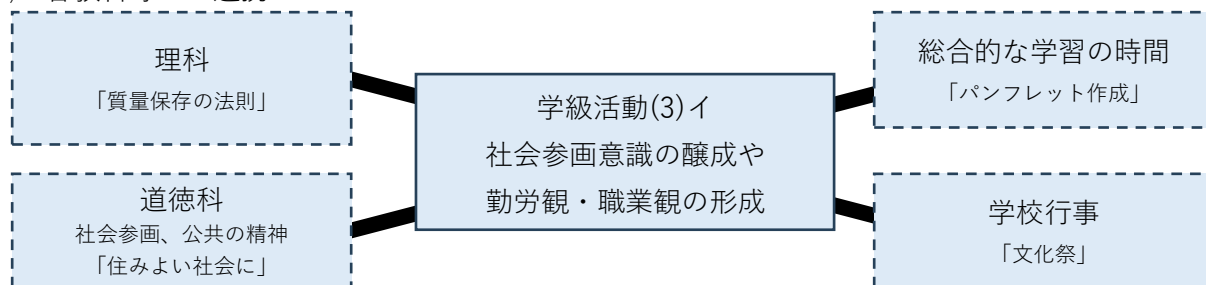 理科
「質量保存の法則」
道徳科
社会参画、公共の精神
「住みよい社会に」
学級活動(3)イ
社会参画意識の醸成や
勤労観・職業観の形成
総合的な学習の時間
「パンフレット作成」
学校行事
「文化祭」